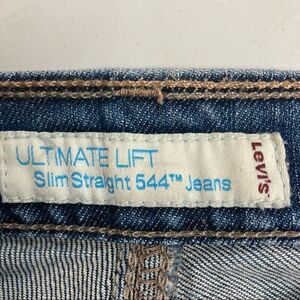 ULTIMATE LIFT
Slim Straight 544™ Jeans
Levi's